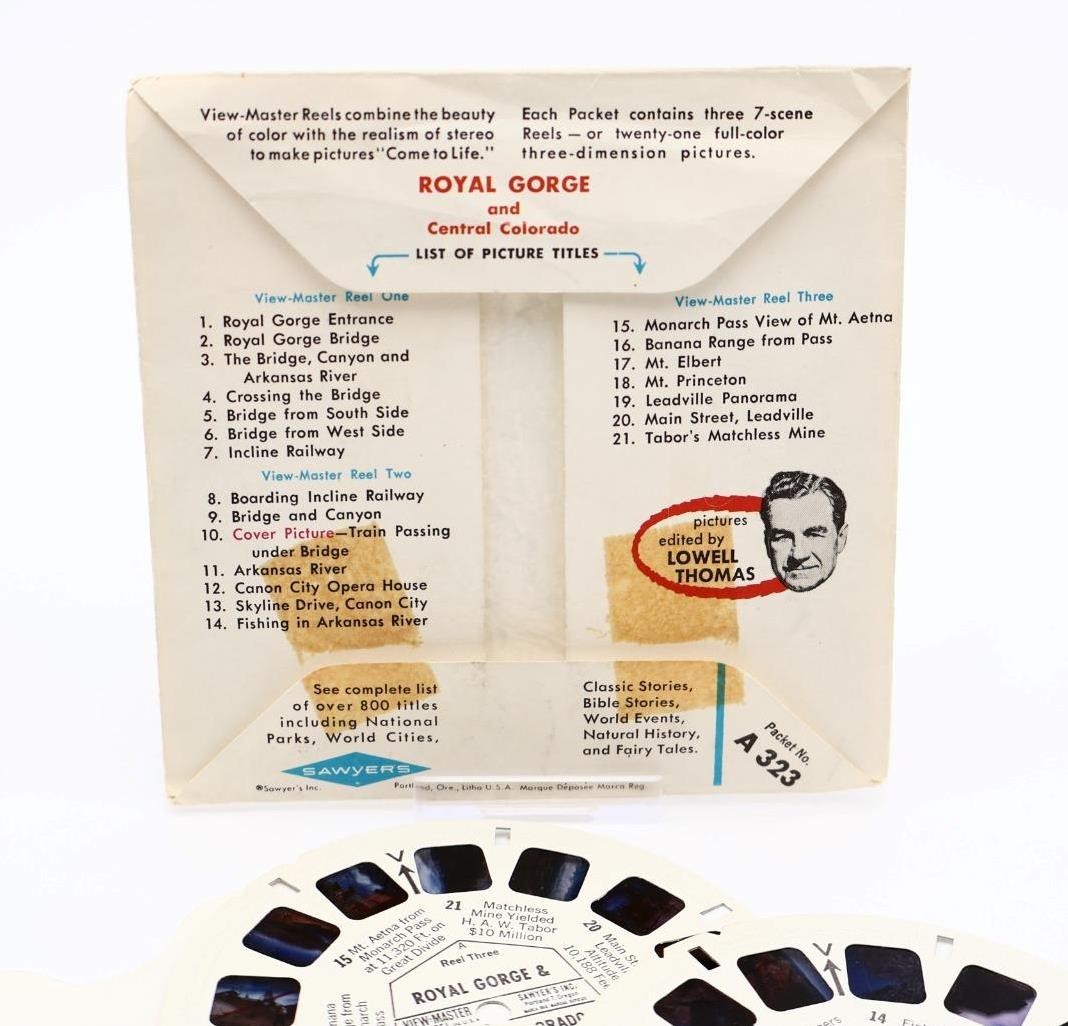 View-Master Reels combine the beauty
of color with the realism of stereo
to make pictures "Come to Life."
Each Packet contains three 7-scene
Reels — or twenty-one full-color
three-dimension pictures.
ROYAL GORGE
and
Central Colorado
LIST OF PICTURE TITLES
View-Master Reel One
1. Royal Gorge Entrance
2. Royal Gorge Bridge
3. The Bridge, Canyon and
Arkansas River
4. Crossing the Bridge
5. Bridge from South Side
6. Bridge from West Side
7. Incline Railway
View-Master Reel Two
8. Boarding Incline Railway
9. Bridge and Canyon
10. Cover Picture—Train Passing
under Bridge
11. Arkansas River
12. Canon City Opera House
13. Skyline Drive, Canon City
14. Fishing in Arkansas River
View-Master Reel Three
15. Monarch Pass View of Mt. Aetna
16. Banana Range from Pass
17. Mt. Elbert
18. Mt. Princeton
19. Leadville Panorama
20. Main Street, Leadville
21. Tabor's Matchless Mine
pictures
edited by
LOWELL
THOMAS
See complete list
of over 800 titles
including National
Parks, World Cities,
Classic Stories,
Bible Stories,
World Events,
Natural History,
and Fairy Tales.
Packet No.
A 323
SAWYER'S
®Sawyer's Inc.
Portland, Ore., Litho U.S.A. Marque Déposée Marca Reg.
15 Mt. Aetna from
Monarch Pass
at 11,320 Ft. on
Great Divide
21 Matchless
Mine Yielded
H. A. W. Tabor
$10 Million
20 Main St.
Leadvil
Altitude
10,188 Fee
A
Reel Three
ROYAL GORGE &
SAWYER'S INC.
Portland 7, Oregon
VIEW-MASTER
14